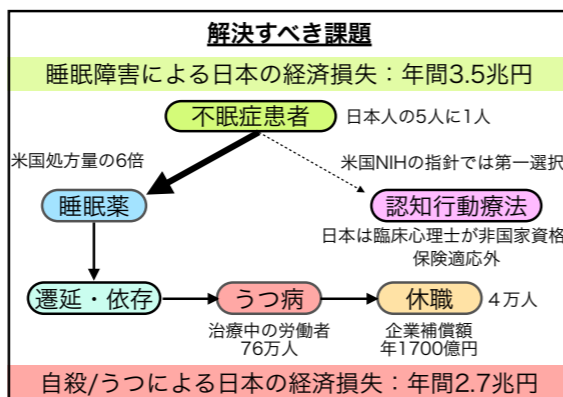 解決すべき課題
睡眠障害による日本の経済損失：年間3.5兆円
不眠症患者
日本人の5人に1人
米国処方量の6倍
米国NIHの指針では第一選択
睡眠薬
認知行動療法
日本は臨床心理士が非国家資格
保険適応外
遷延・依存
うつ病
休職
４万人
治療中の労働者
76万人
企業補償額
年1700億円
自殺/うつによる日本の経済損失：年間2.7兆円